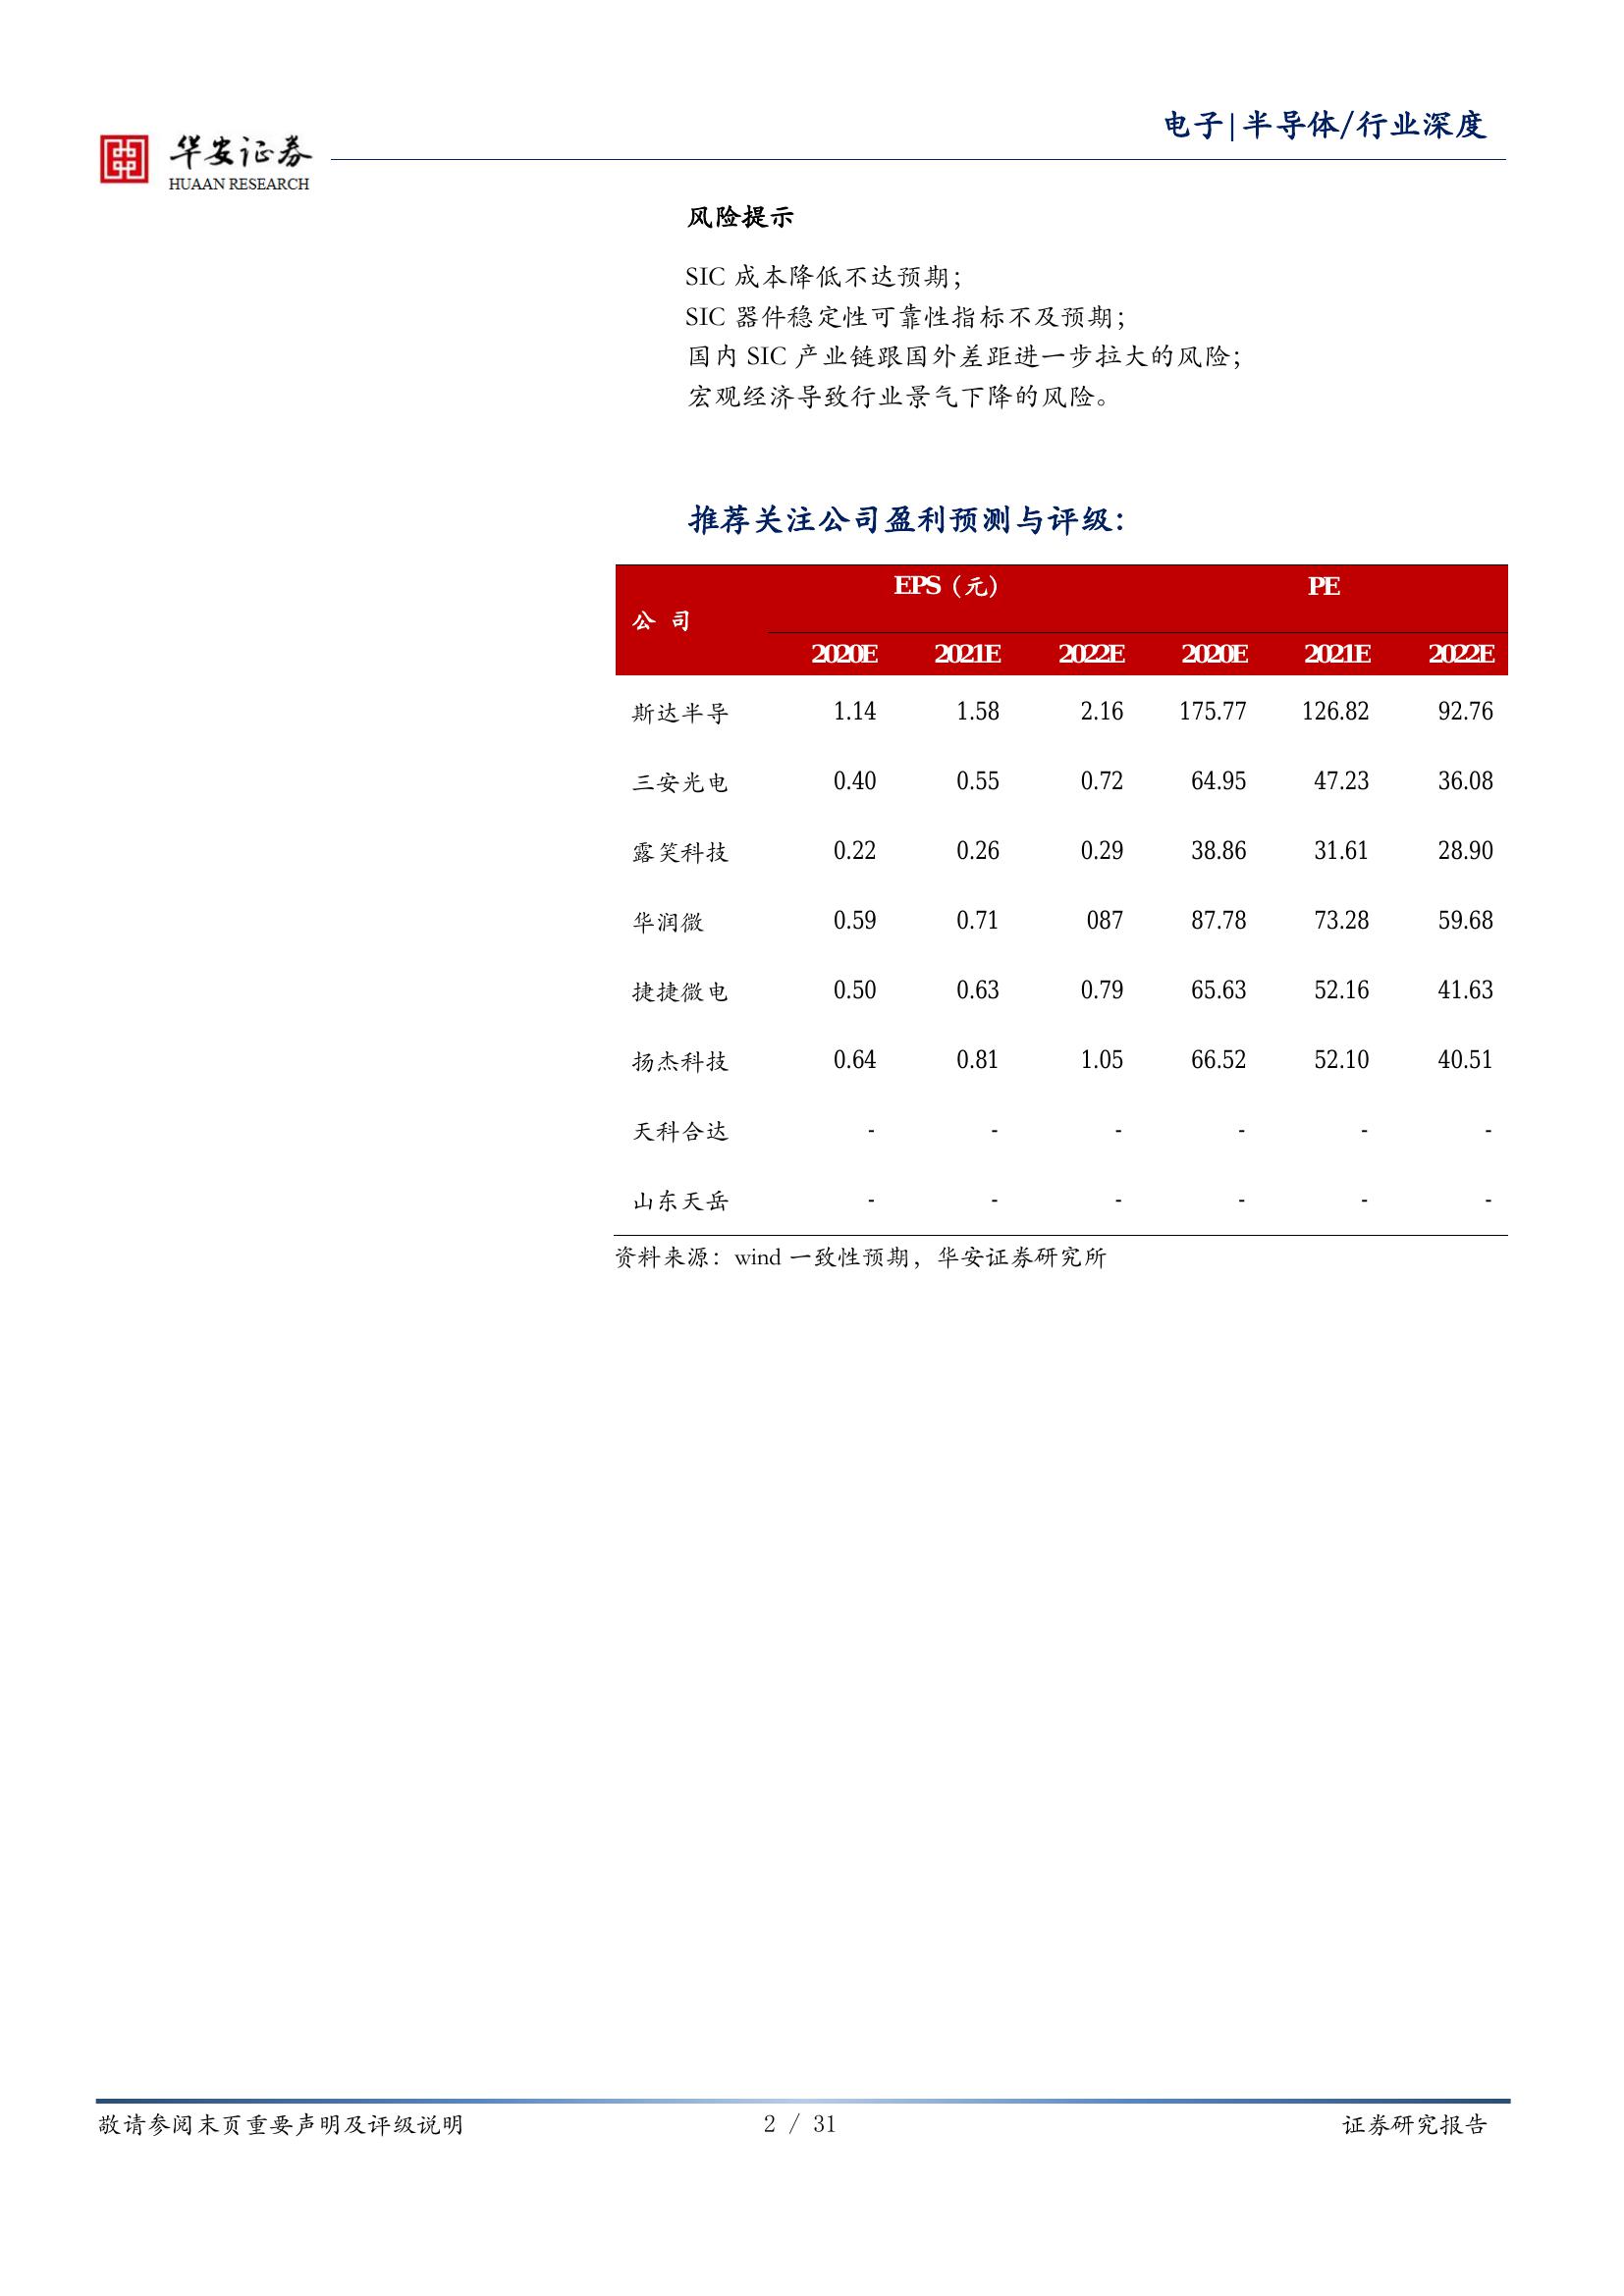 华安证券
HUAAN RESEARCH
电子|半导体/行业深度
风险提示
SIC 成本降低不达预期；
SIC 器件稳定性可靠性指标不及预期；
国内 SIC 产业链跟国外差距进一步拉大的风险；
宏观经济导致行业景气下降的风险。
推荐关注公司盈利预测与评级：
公 司 EPS（元） PE
2020E 2021E 2022E 2020E 2021E 2022E
斯达半导 1.14 1.58 2.16 175.77 126.82 92.76
三安光电 0.40 0.55 0.72 64.95 47.23 36.08
露笑科技 0.22 0.26 0.29 38.86 31.61 28.90
华润微 0.59 0.71 087 87.78 73.28 59.68
捷捷微电 0.50 0.63 0.79 65.63 52.16 41.63
扬杰科技 0.64 0.81 1.05 66.52 52.10 40.51
天科合达 - - - - - -
山东天岳 - - - - - -
资料来源：wind 一致性预期，华安证券研究所
敬请参阅末页重要声明及评级说明 2 / 31 证券研究报告